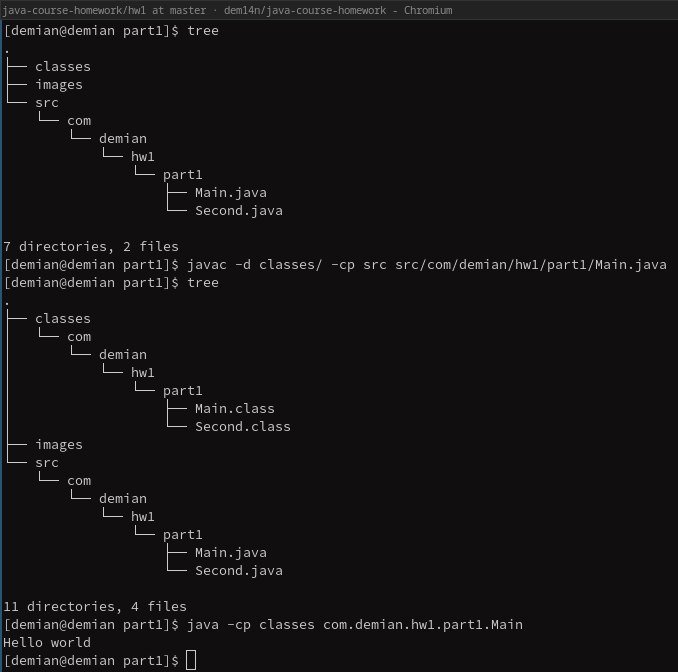 java-course-homework/hw1 at master · dem14n/java-course-homework - Chromium
[demian@demian part1]$ tree
.
├── classes
├── images
└── src
    └── com
        └── demian
            └── hw1
                └── part1
                    ├── Main.java
                    └── Second.java

7 directories, 2 files
[demian@demian part1]$ javac -d classes/ -cp src src/com/demian/hw1/part1/Main.java
[demian@demian part1]$ tree
.
├── classes
│   └── com
│       └── demian
│           └── hw1
│               └── part1
│                   ├── Main.class
│                   └── Second.class
├── images
└── src
    └── com
        └── demian
            └── hw1
                └── part1
                    ├── Main.java
                    └── Second.java

11 directories, 4 files
[demian@demian part1]$ java -cp classes com.demian.hw1.part1.Main
Hello world
[demian@demian part1]$